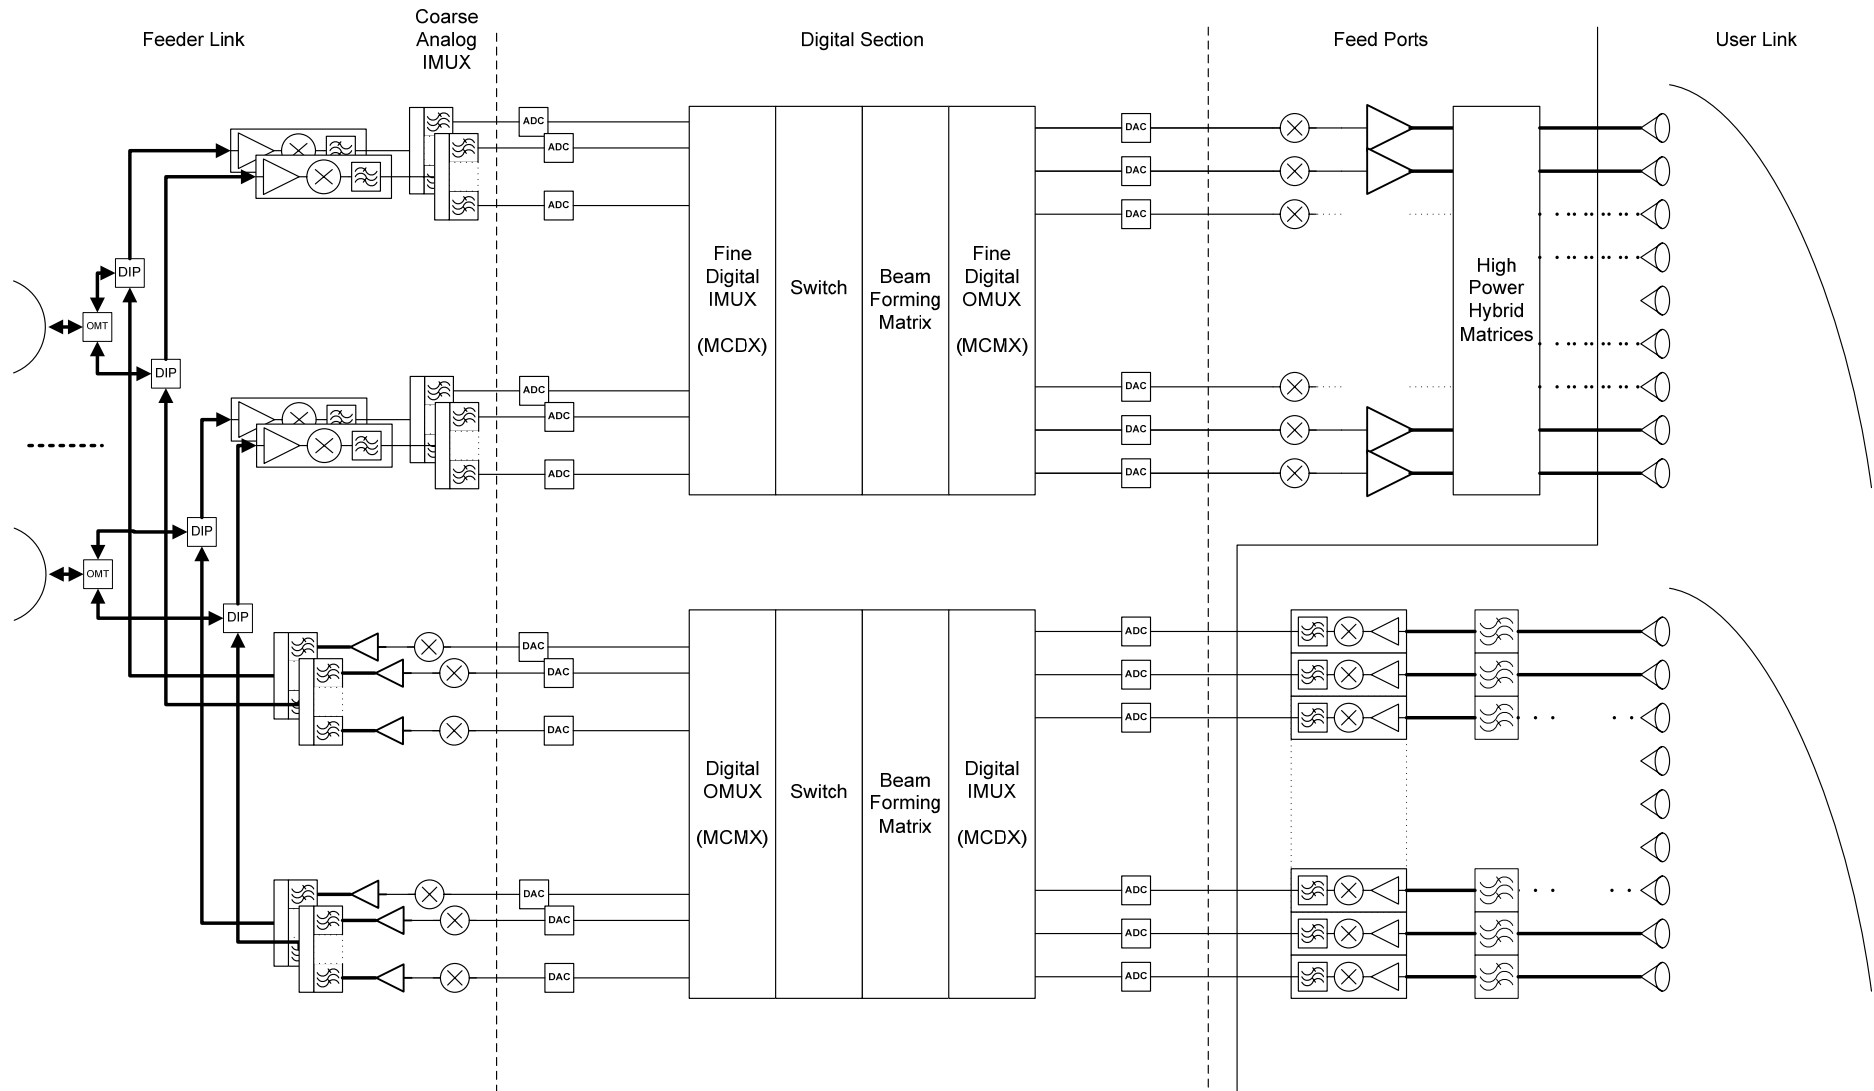 Feeder Link
Coarse
Analog
IMUX
Digital Section
Feed Ports
User Link
ADC
ADC
ADC
Fine
Digital
IMUX
(MCDX)
Switch
Beam
Forming
Matrix
Fine
Digital
OMUX
(MCMX)
DAC
DAC
DAC
High
Power
Hybrid
Matrices
DIP
OMT
DIP
ADC
ADC
ADC
DAC
DAC
DAC
DIP
OMT
DIP
DAC
DAC
DAC
Digital
OMUX
(MCMX)
Switch
Beam
Forming
Matrix
Digital
IMUX
(MCDX)
ADC
ADC
ADC
DAC
DAC
DAC
ADC
ADC
ADC